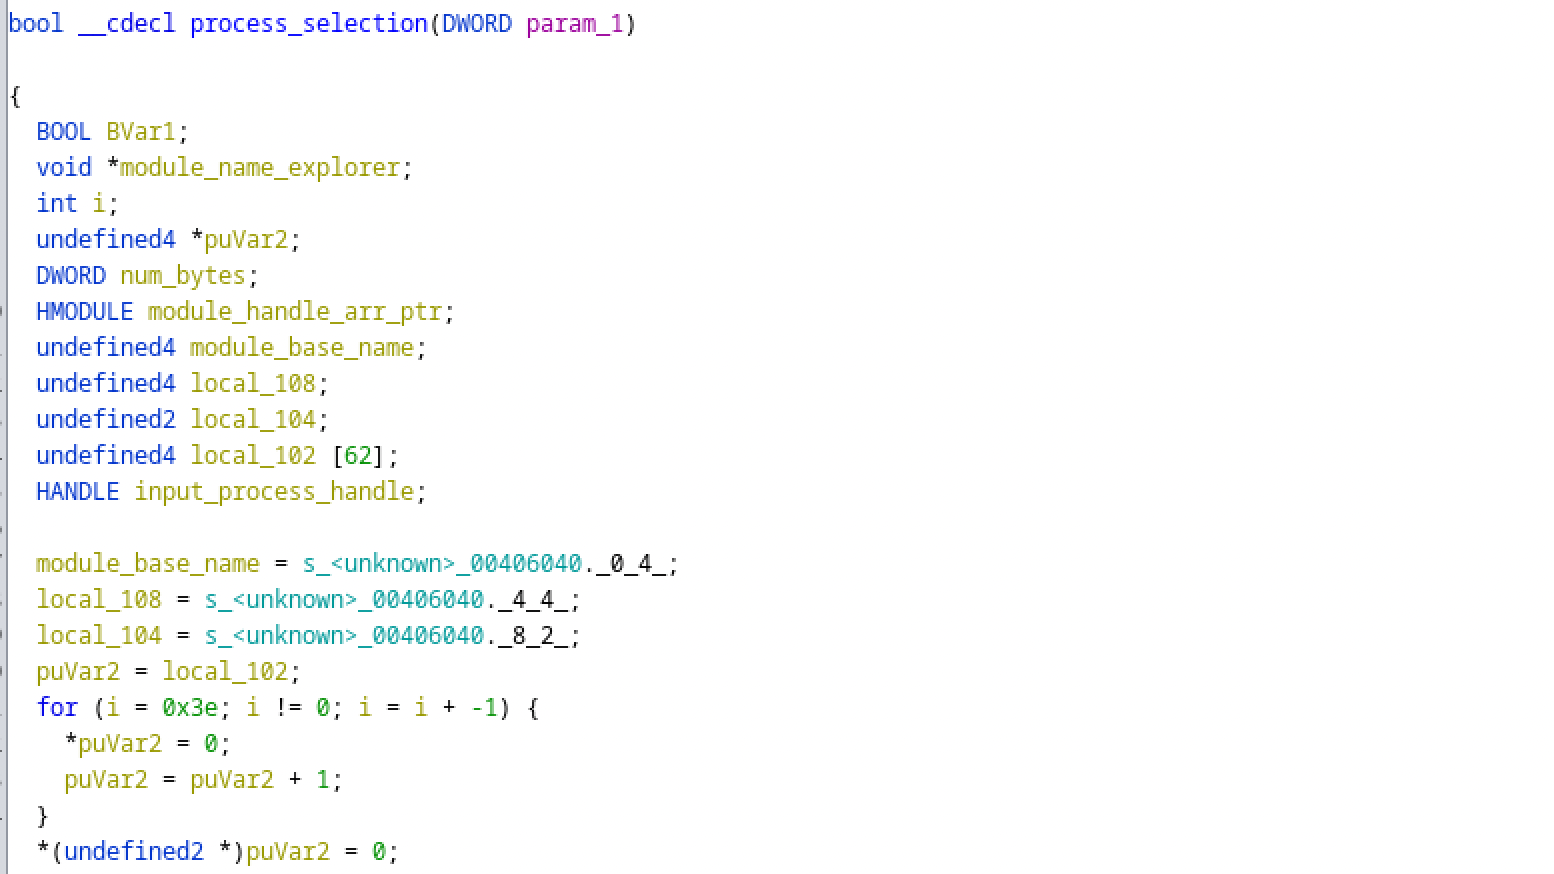 bool __cdecl process_selection(DWORD param_1)
{
BOOL BVar1;
void *module_name_explorer;
int i;
undefined4 *puVar2;
DWORD num_bytes;
HMODULE module_handle_arr_ptr;
undefined4 module_base_name;
undefined4 local_108;
undefined2 local_104;
undefined4 local_102 [62];
HANDLE input_process_handle;
module_base_name = s_<unknown>_00406040._0_4_;
local_108 = s_<unknown>_00406040._4_4_;
local_104 = s_<unknown>_00406040._8_2_;
puVar2 = local_102;
for (i = 0x3e; i != 0; i = i + -1) {
*puVar2 = 0;
puVar2 = puVar2 + 1;
}
*(undefined2 *)puVar2 = 0;